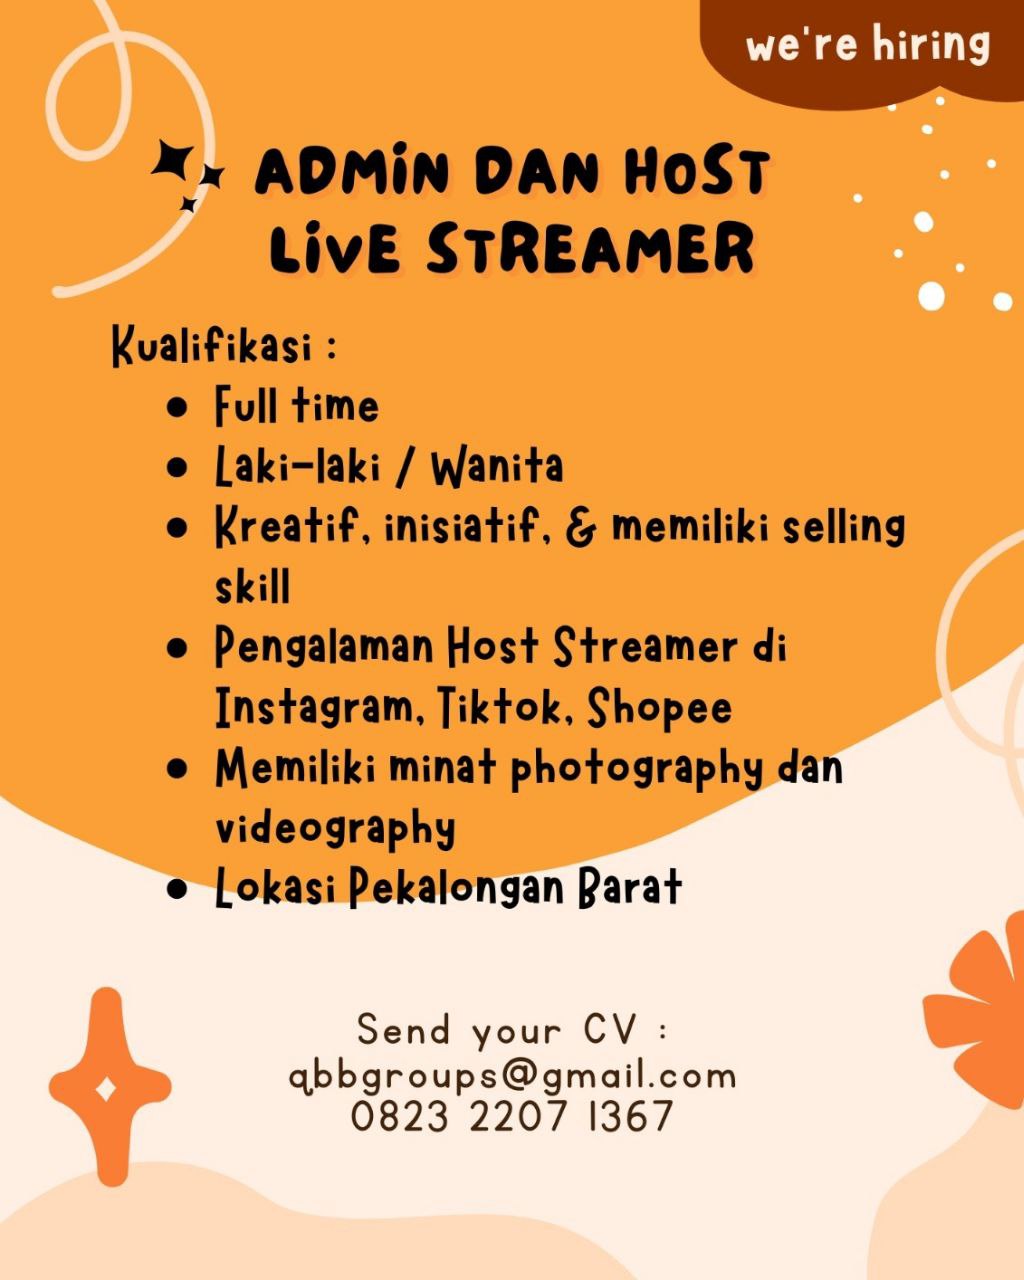 we're hiring
ADMiN DAN HoST
LiVE STREAMER
Kualifikasi :
• Full time
• Laki-laki / Wanita
• Kreatif, inisiatif, & memiliki selling
skill
• Pengalaman Host Streamer di
Instagram, Tiktok, Shopee
• Memiliki minat photography dan
videography
• Lokasi Pekalongan Barat
Send your CV :
qbbgroups@gmail.com
0823 2207 1367